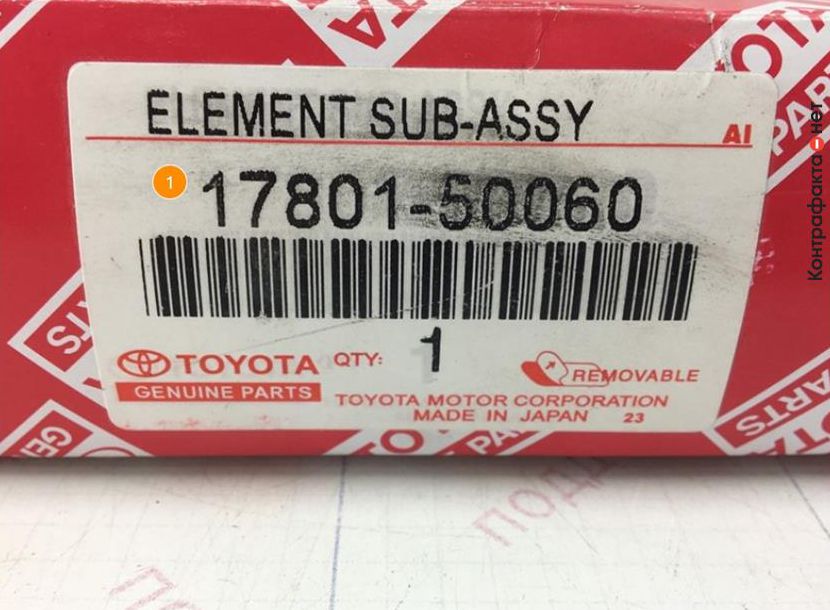 ELEMENT SUB-ASSY
AI
1
17801-50060
QTY: 1
TOYOTA
GENUINE PARTS
REMOVABLE
TOYOTA MOTOR CORPORATION
MADE IN JAPAN 23
Контрафакта-нет
PARTS